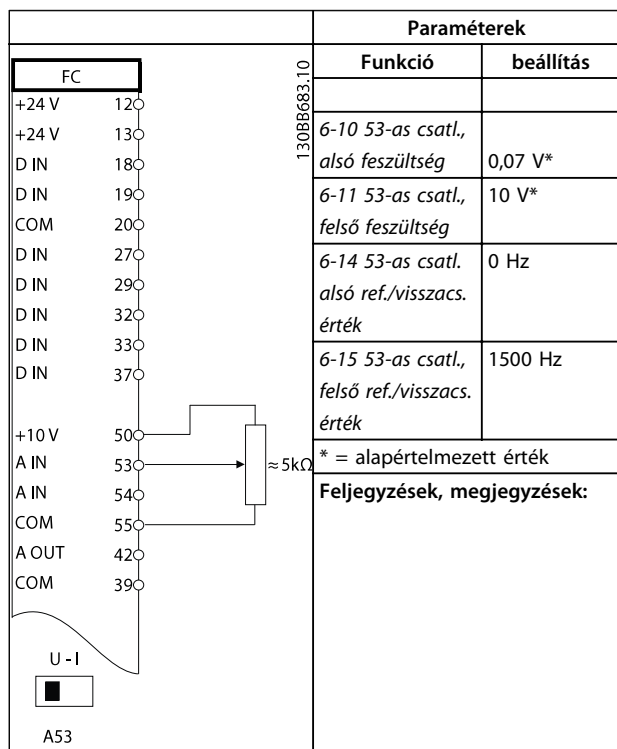 Paraméterek
Funkció beállítás
6-10 53-as csatl.,
alsó feszültség 0,07 V*
6-11 53-as csatl., 10 V*
felső feszültség
6-14 53-as csatl. 0 Hz
alsó ref./visszacs.
érték
6-15 53-as csatl., 1500 Hz
felső ref./visszacs.
érték
* = alapértelmezett érték
Feljegyzések, megjegyzések:
130BB683.10
FC
+24 V 12
+24 V 13
D IN 18
D IN 19
COM 20
D IN 27
D IN 29
D IN 32
D IN 33
D IN 37
+10 V 50
A IN 53
≈5kΩ
A IN 54
COM 55
A OUT 42
COM 39
U - I
A53